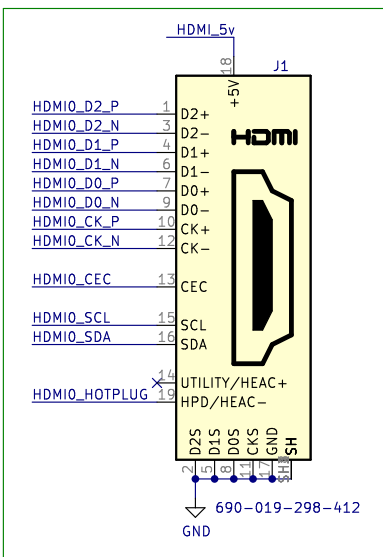 HDMI_5v
18
J1
+5V
HDMI0_D2_P 1 D2+
HDMI0_D2_N 3 D2-
HDMI
HDMI0_D1_P 4 D1+
HDMI0_D1_N 6 D1-
HDMI0_D0_P 7 D0+
HDMI0_D0_N 9 D0-
HDMI0_CK_P 10 CK+
HDMI0_CK_N 12 CK-
HDMI0_CEC 13 CEC
HDMI0_SCL 15 SCL
HDMI0_SDA 16 SDA
14 UTILITY/HEAC+
HDMI0_HOTPLUG 19 HPD/HEAC-
D2S D1S D0S CKS GND SH
2 5 8 11 17
690-019-298-412
GND